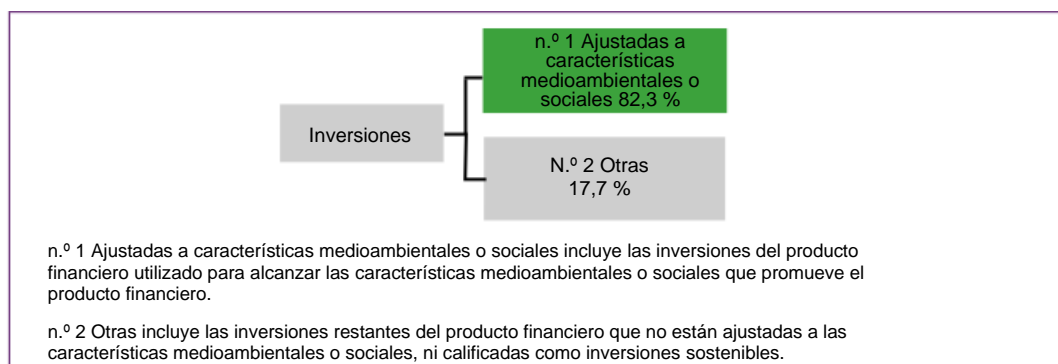 n.º 1 Ajustadas a
características
medioambientales o
sociales 82,3 %
Inversiones
N.º 2 Otras
17,7 %
n.º 1 Ajustadas a características medioambientales o sociales incluye las inversiones del producto
financiero utilizado para alcanzar las características medioambientales o sociales que promueve el
producto financiero.
n.º 2 Otras incluye las inversiones restantes del producto financiero que no están ajustadas a las
características medioambientales o sociales, ni calificadas como inversiones sostenibles.